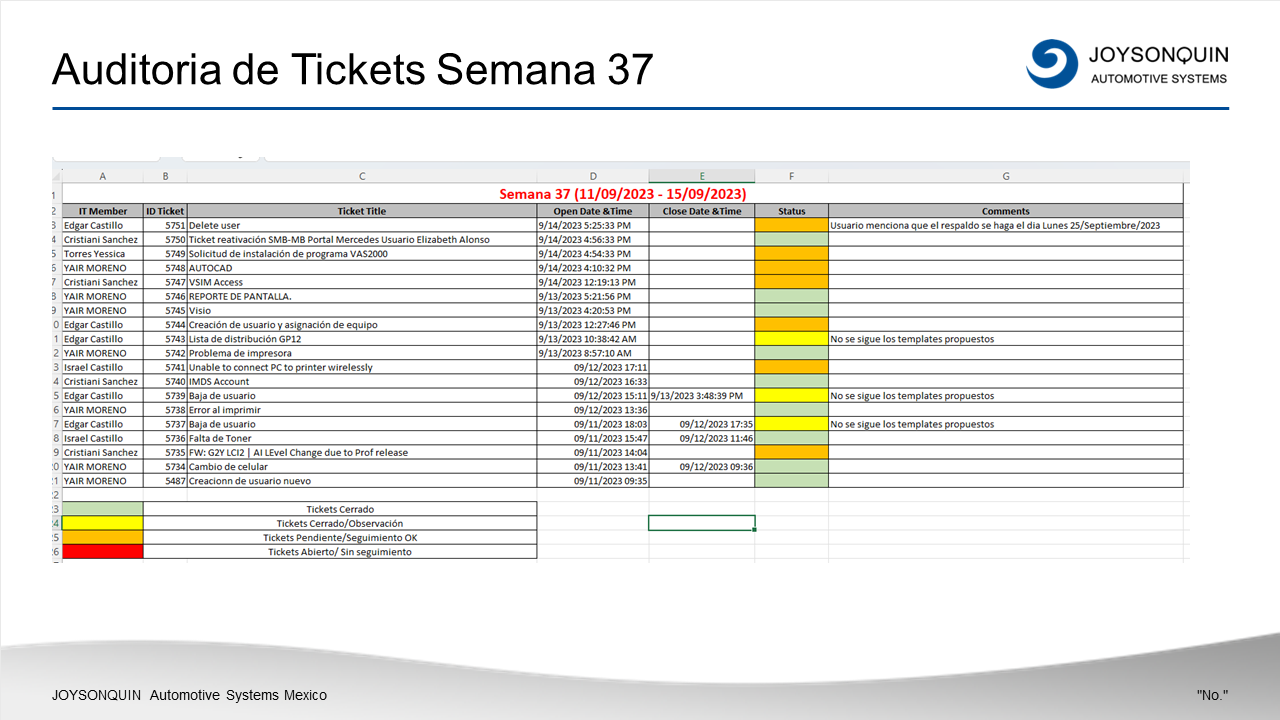 Auditoria de Tickets Semana 37
JOYSONQUIN
AUTOMOTIVE SYSTEMS
A B C D E F G
Semana 37 (11/09/2023 - 15/09/2023)
IT Member ID Ticket Ticket Title Open Date &Time Close Date &Time Status Comments
Edgar Castillo 5751 Delete user 9/14/2023 5:25:33 PM Usuario menciona que el respaldo se haga el dia Lunes 25/Septiembre/2023
Cristiani Sanchez 5750 Ticket reativación SMB-MB Portal Mercedes Usuario Elizabeth Alonso 9/14/2023 4:56:33 PM
Torres Yessica 5749 Solicitud de instalación de programa VAS2000 9/14/2023 4:54:33 PM
YAIR MORENO 5748 AUTOCAD 9/14/2023 4:10:32 PM
Cristiani Sanchez 5747 VSIM Access 9/14/2023 12:19:13 PM
YAIR MORENO 5746 REPORTE DE PANTALLA. 9/13/2023 5:21:56 PM
YAIR MORENO 5745 Visio 9/13/2023 4:20:53 PM
Edgar Castillo 5744 Creación de usuario y asignación de equipo 9/13/2023 12:27:46 PM
Edgar Castillo 5743 Lista de distribución GP12 9/13/2023 10:38:42 AM No se sigue los templates propuestos
YAIR MORENO 5742 Problema de impresora 9/13/2023 8:57:10 AM
Israel Castillo 5741 Unable to connect PC to printer wirelessly 09/12/2023 17:11
Cristiani Sanchez 5740 IMDS Account 09/12/2023 16:33
Edgar Castillo 5739 Baja de usuario 09/12/2023 15:11 9/13/2023 3:48:39 PM No se sigue los templates propuestos
YAIR MORENO 5738 Error al imprimir 09/12/2023 13:36
Edgar Castillo 5737 Baja de usuario 09/11/2023 18:03 09/12/2023 17:35 No se sigue los templates propuestos
Israel Castillo 5736 Falta de Toner 09/11/2023 15:47 09/12/2023 11:46
Cristiani Sanchez 5735 FW: G2Y LCI2 | AI LEvel Change due to Prof release 09/11/2023 14:04
YAIR MORENO 5734 Cambio de celular 09/11/2023 13:41 09/12/2023 09:36
YAIR MORENO 5487 Creacionn de usuario nuevo 09/11/2023 09:35
Tickets Cerrado
Tickets Cerrado/Observación
Tickets Pendiente/Seguimiento OK
Tickets Abierto/ Sin seguimiento
JOYSONQUIN Automotive Systems Mexico
"No."